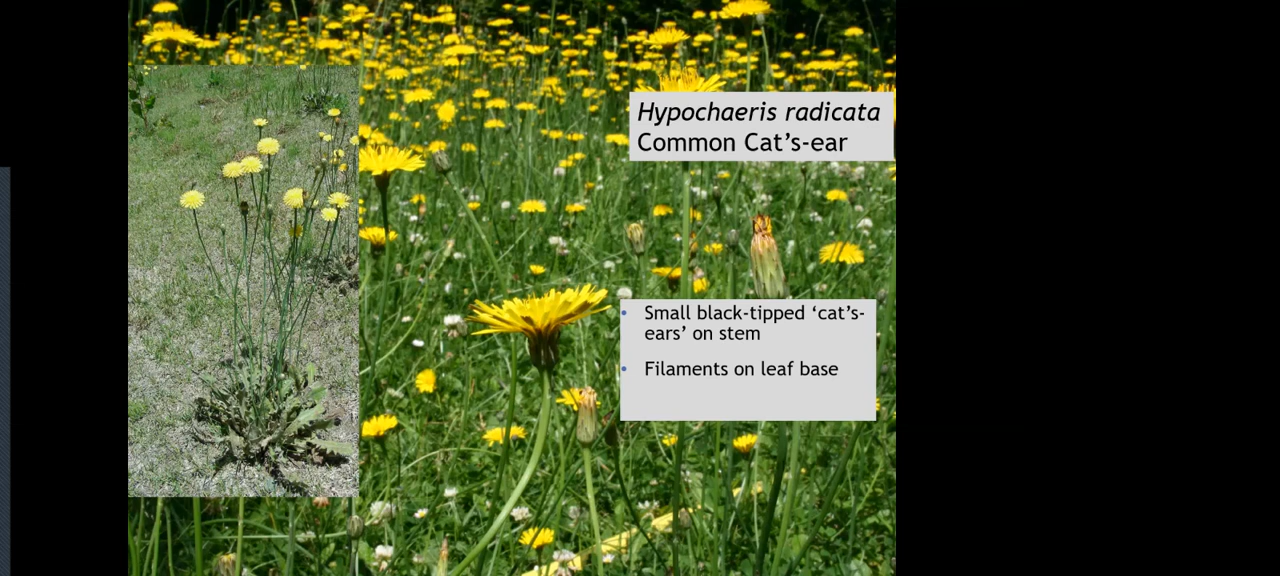 Hypochaeris radicata
Common Cat’s-ear
• Small black-tipped ‘cat’s-
ears’ on stem
• Filaments on leaf base